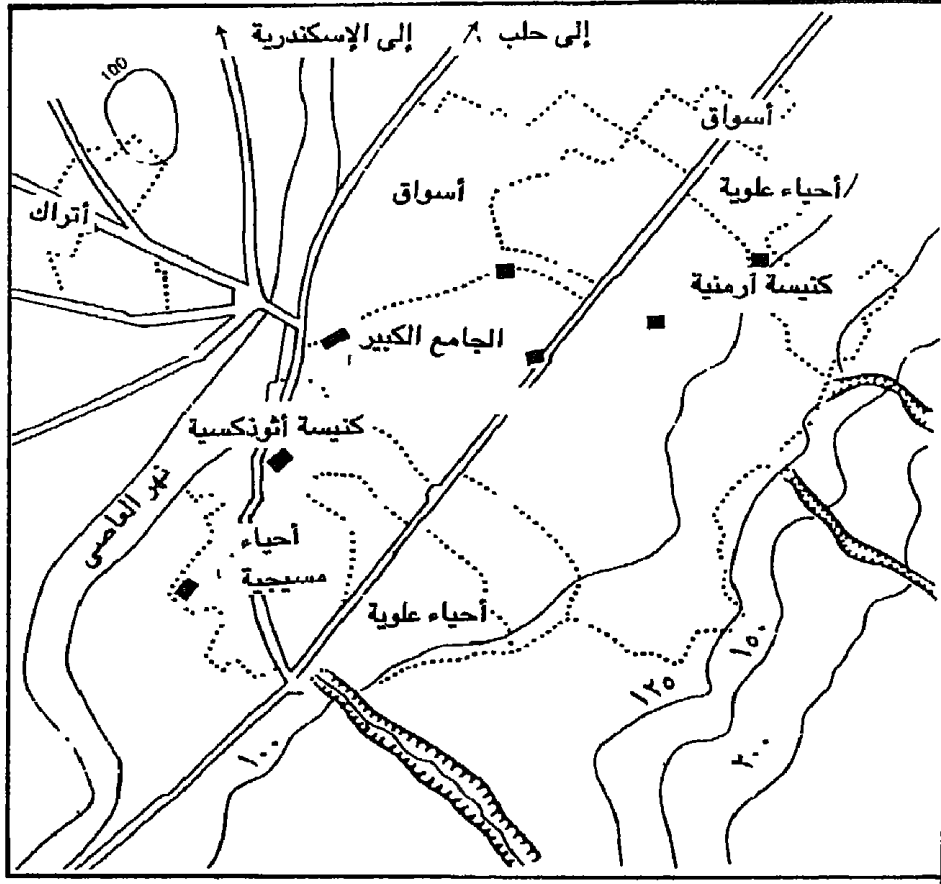 إلى حلب
إلى الإسكندرية
100
أسواق
أسواق
أحياء علوية
أتراك
كنيسة أرمنية
الجامع الكبير
كنيسة أثوذكسية
نهر العاصي
أحياء
مسيحية
أحياء علوية
١٠٠
١٢٥
١٥٠
٢٠٠